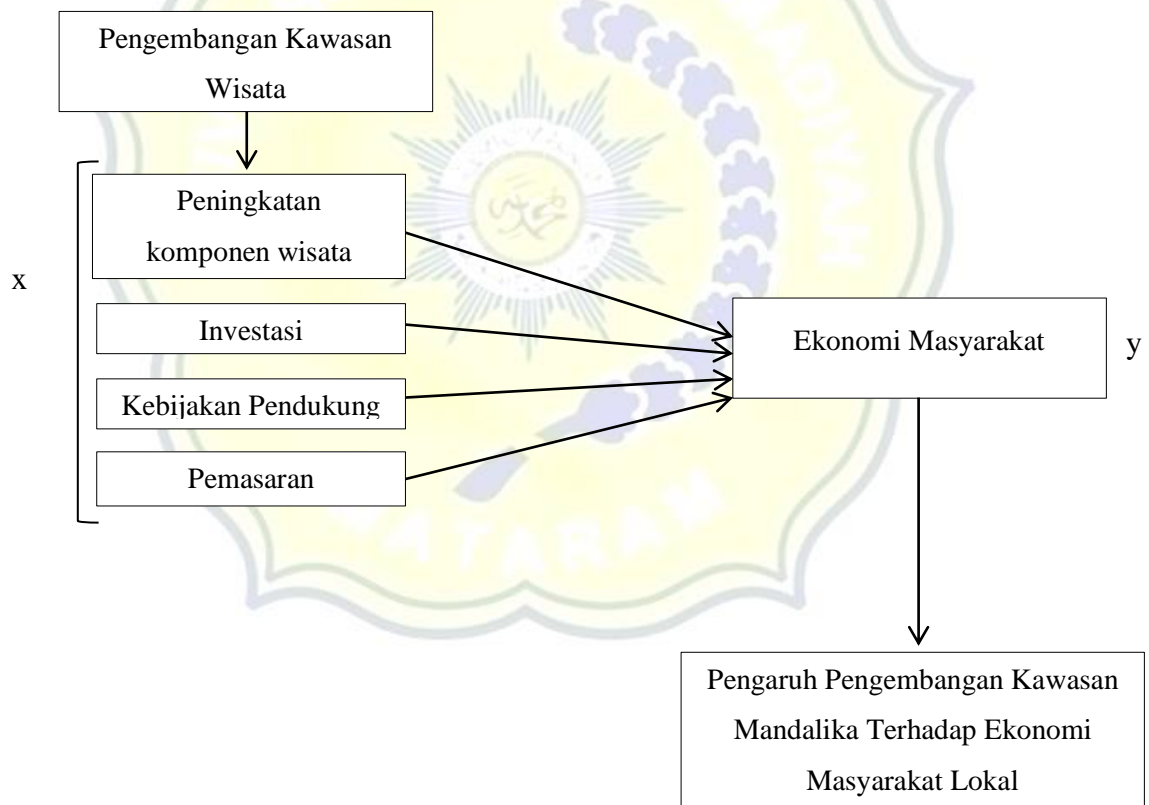 Pengembangan Kawasan
Wisata
Peningkatan
komponen wisata
x
Investasi
Ekonomi Masyarakat
y
Kebijakan Pendukung
Pemasaran
MATARAM
Pengaruh Pengembangan Kawasan
Mandalika Terhadap Ekonomi
Masyarakat Lokal